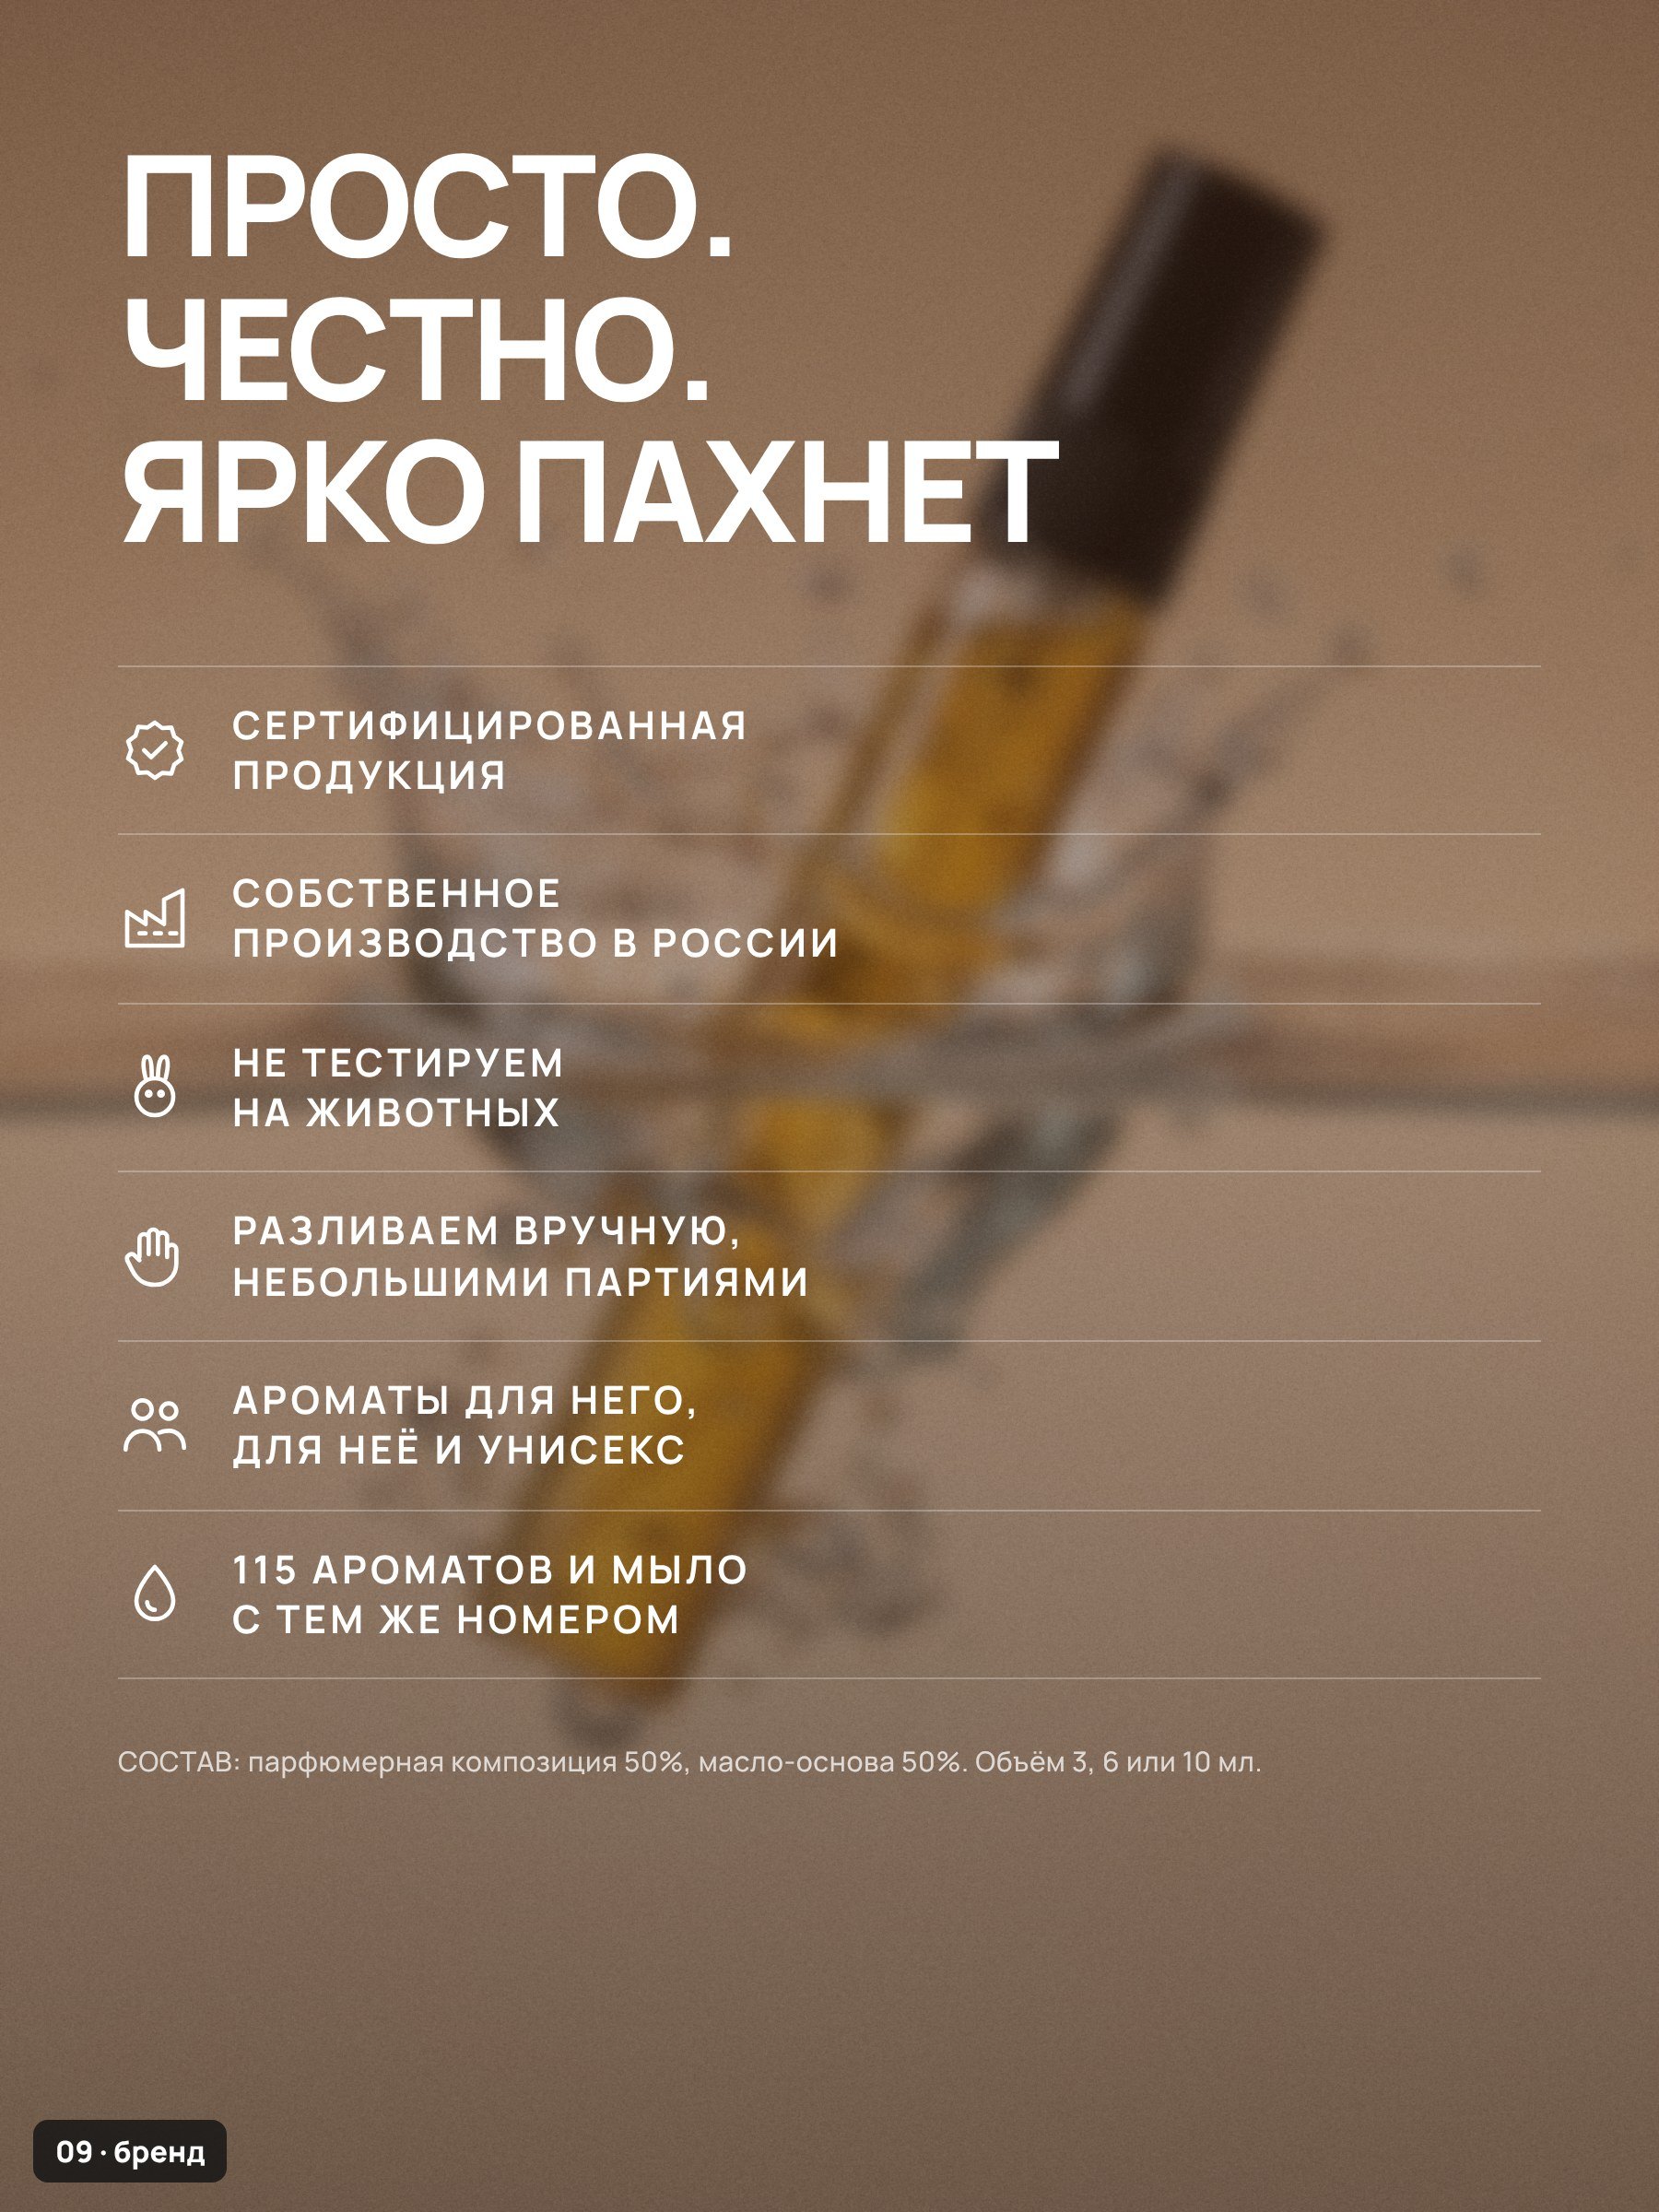 ПРОСТО.
ЧЕСТНО.
ЯРКО ПАХНЕТ
СЕРТИФИЦИРОВАННАЯ
ПРОДУКЦИЯ
СОБСТВЕННОЕ
ПРОИЗВОДСТВО В РОССИИ
НЕ ТЕСТИРУЕМ
НА ЖИВОТНЫХ
РАЗЛИВАЕМ ВРУЧНУЮ,
НЕБОЛЬШИМИ ПАРТИЯМИ
АРОМАТЫ ДЛЯ НЕГО,
ДЛЯ НЕЁ И УНИСЕКС
115 АРОМАТОВ И МЫЛО
С ТЕМ ЖЕ НОМЕРОМ
СОСТАВ: парфюмерная композиция 50%, масло-основа 50%. Объём 3, 6 или 10 мл.
09 · бренд